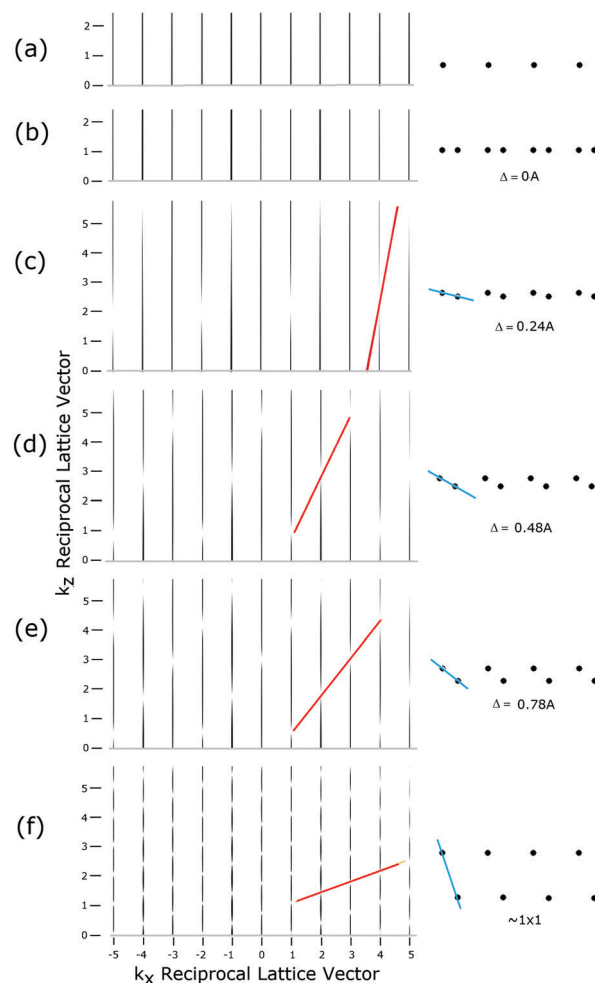 (a)
2
1
0
(b)
2
1
0
Δ = 0A
(c)
5
4
3
2
1
0
Δ = 0.24A
kz Reciprocal Lattice Vector
(d)
5
4
3
2
1
0
Δ = 0.48A
(e)
5
4
3
2
1
0
Δ = 0.78A
(f)
5
4
3
2
1
0
~1x1
-5 -4 -3 -2 -1 0 1 2 3 4 5
kx Reciprocal Lattice Vector